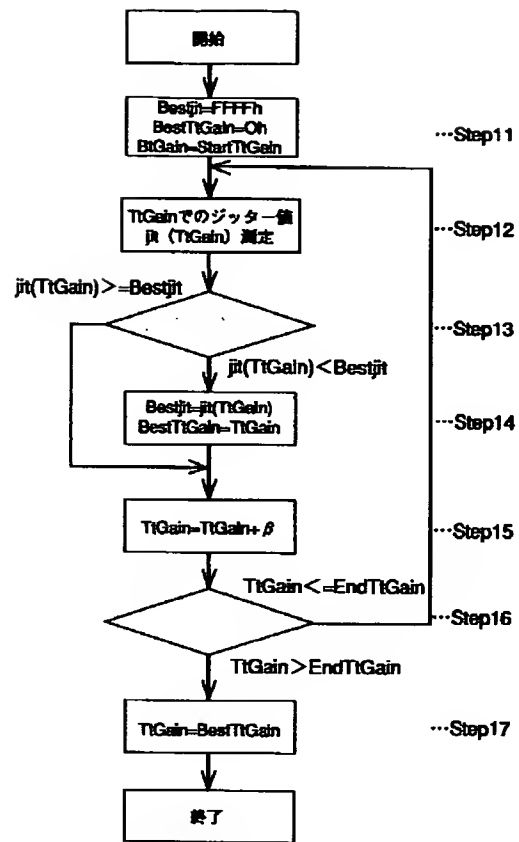 開始
Bestjit=FFFFh
BestTtGain=0h
BtGain=StartTtGain
…Step11
TtGainでのジッター値
jit（TtGain）測定
…Step12
jit(TtGain)>=Bestjit
…Step13
jit(TtGain)<Bestjit
Bestjit=jit(TtGain)
BestTtGain=TtGain
…Step14
TtGain=TtGain+β
…Step15
TtGain<=EndTtGain
…Step16
TtGain>EndTtGain
TtGain=BestTtGain
…Step17
終了